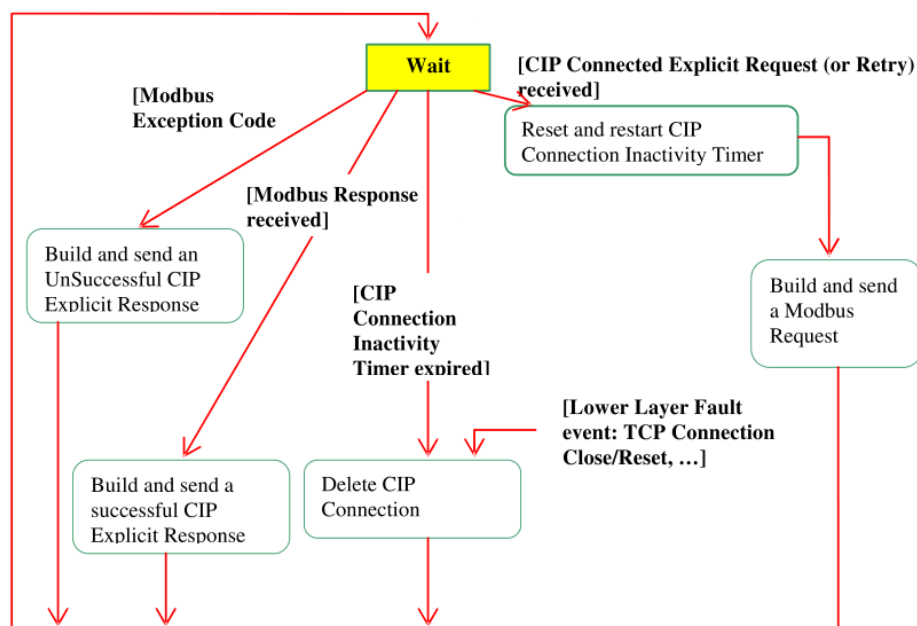 Wait
[CIP Connected Explicit Request (or Retry)
received]
[Modbus
Exception Code
Reset and restart CIP
Connection Inactivity Timer
[Modbus Response
received]
Build and send an
UnSuccessful CIP
Explicit Response
Build and send
a Modbus
Request
[CIP
Connection
Inactivity
Timer expired]
[Lower Layer Fault
event: TCP Connection
Close/Reset, …]
Build and send a
successful CIP
Explicit Response
Delete CIP
Connection